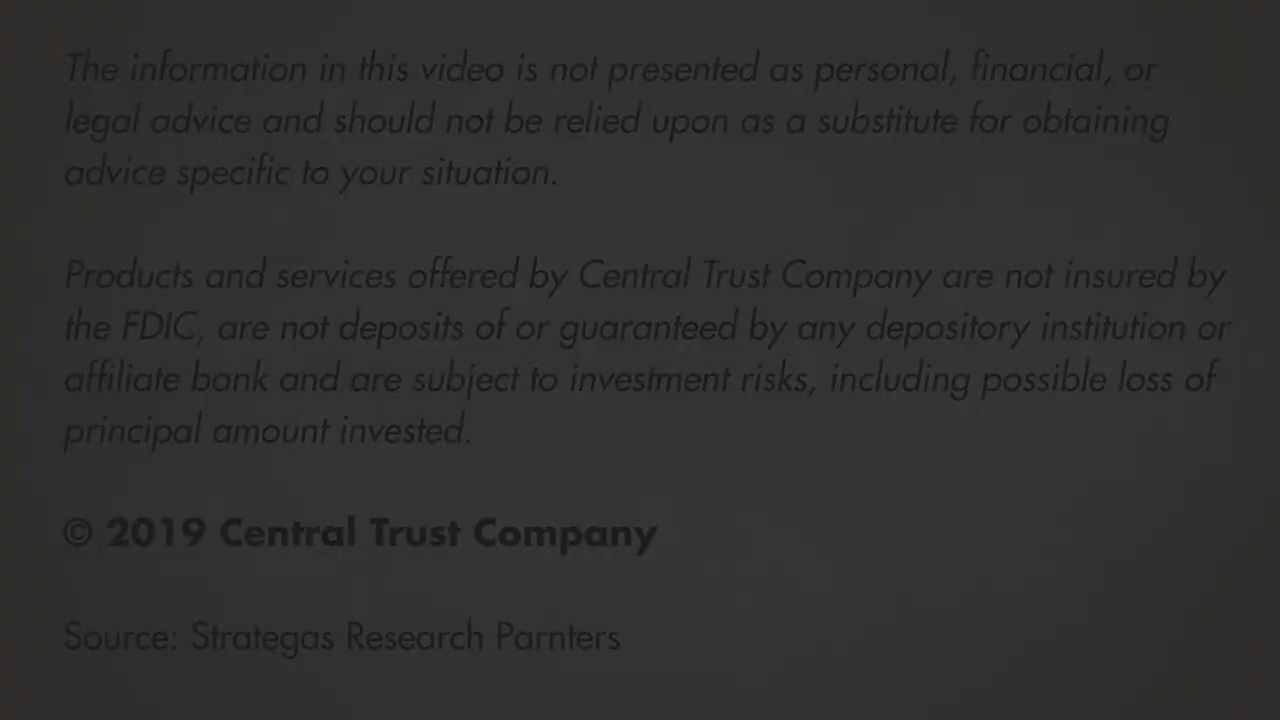 The information in this video is not presented as personal, financial, or
legal advice and should not be relied upon as a substitute for obtaining
advice specific to your situation.
Products and services offered by Central Trust Company are not insured by
the FDIC, are not deposits of or guaranteed by any depository institution or
affiliate bank and are subject to investment risks, including possible loss of
principal amount invested.
© 2019 Central Trust Company
Source: Strategas Research Parnters